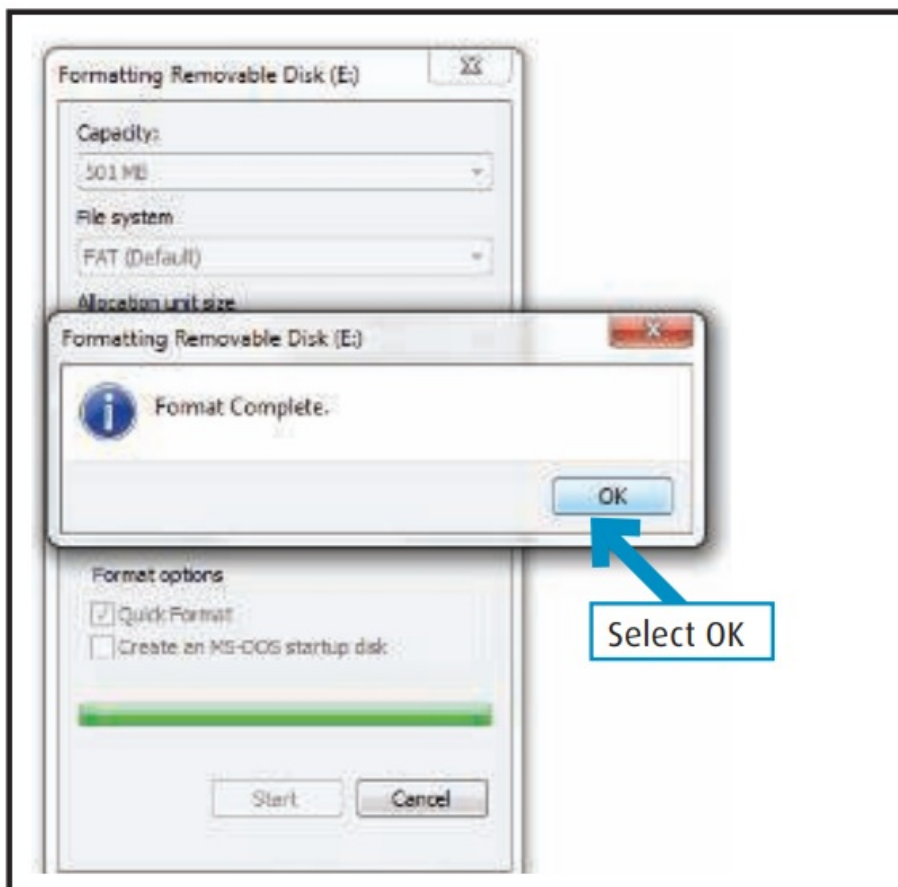 Formatting Removable Disk (E:)
Capacity:
501 MB
File system
FAT (Default)
Allocation unit size
Formatting Removable Disk (E:)
Format Complete.
OK
Format options
Quick Format
Create an MS-DOS startup disk
Select OK
Start Cancel